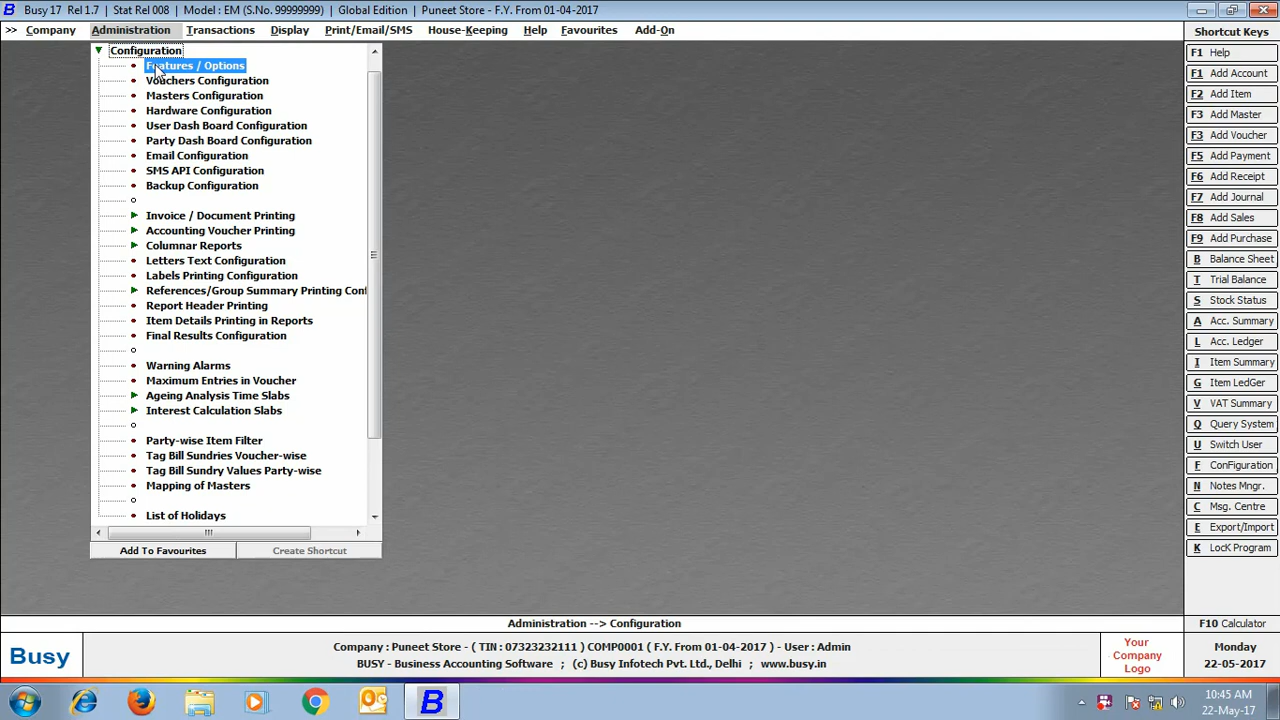 Busy 17 Rel 1.7 | Stat Rel 008 | Model : EM (S.No. 99999999) | Global Edition | Puneet Store - F.Y. From 01-04-2017
>> Company Administration Transactions Display Print/Email/SMS House-Keeping Help Favourites Add-On
Configuration
Features / Options
Vouchers Configuration
Masters Configuration
Hardware Configuration
User Dash Board Configuration
Party Dash Board Configuration
Email Configuration
SMS API Configuration
Backup Configuration
Invoice / Document Printing
Accounting Voucher Printing
Columnar Reports
Letters Text Configuration
Labels Printing Configuration
References/Group Summary Printing Conf
Report Header Printing
Item Details Printing in Reports
Final Results Configuration
Warning Alarms
Maximum Entries in Voucher
Ageing Analysis Time Slabs
Interest Calculation Slabs
Party-wise Item Filter
Tag Bill Sundries Voucher-wise
Tag Bill Sundry Values Party-wise
Mapping of Masters
List of Holidays
Add To Favourites Create Shortcut
Shortcut Keys
F1 Help
F1 Add Account
F2 Add Item
F3 Add Master
F3 Add Voucher
F5 Add Payment
F6 Add Receipt
F7 Add Journal
F8 Add Sales
F9 Add Purchase
B Balance Sheet
T Trial Balance
S Stock Status
A Acc. Summary
L Acc. Ledger
I Item Summary
G Item LedGer
V VAT Summary
Q Query System
U Switch User
F ConFiguration
N Notes Mngr.
C Msg. Centre
E Export/Import
K LocK Program
F10 Calculator
Administration --> Configuration
Busy
Company : Puneet Store - ( TIN : 07323232111 ) COMP0001 ( F.Y. From 01-04-2017 ) - User : Admin
BUSY - Business Accounting Software ; (c) Busy Infotech Pvt. Ltd., Delhi ; www.busy.in
Your
Company
Logo
Monday
22-05-2017
10:45 AM
22-May-17